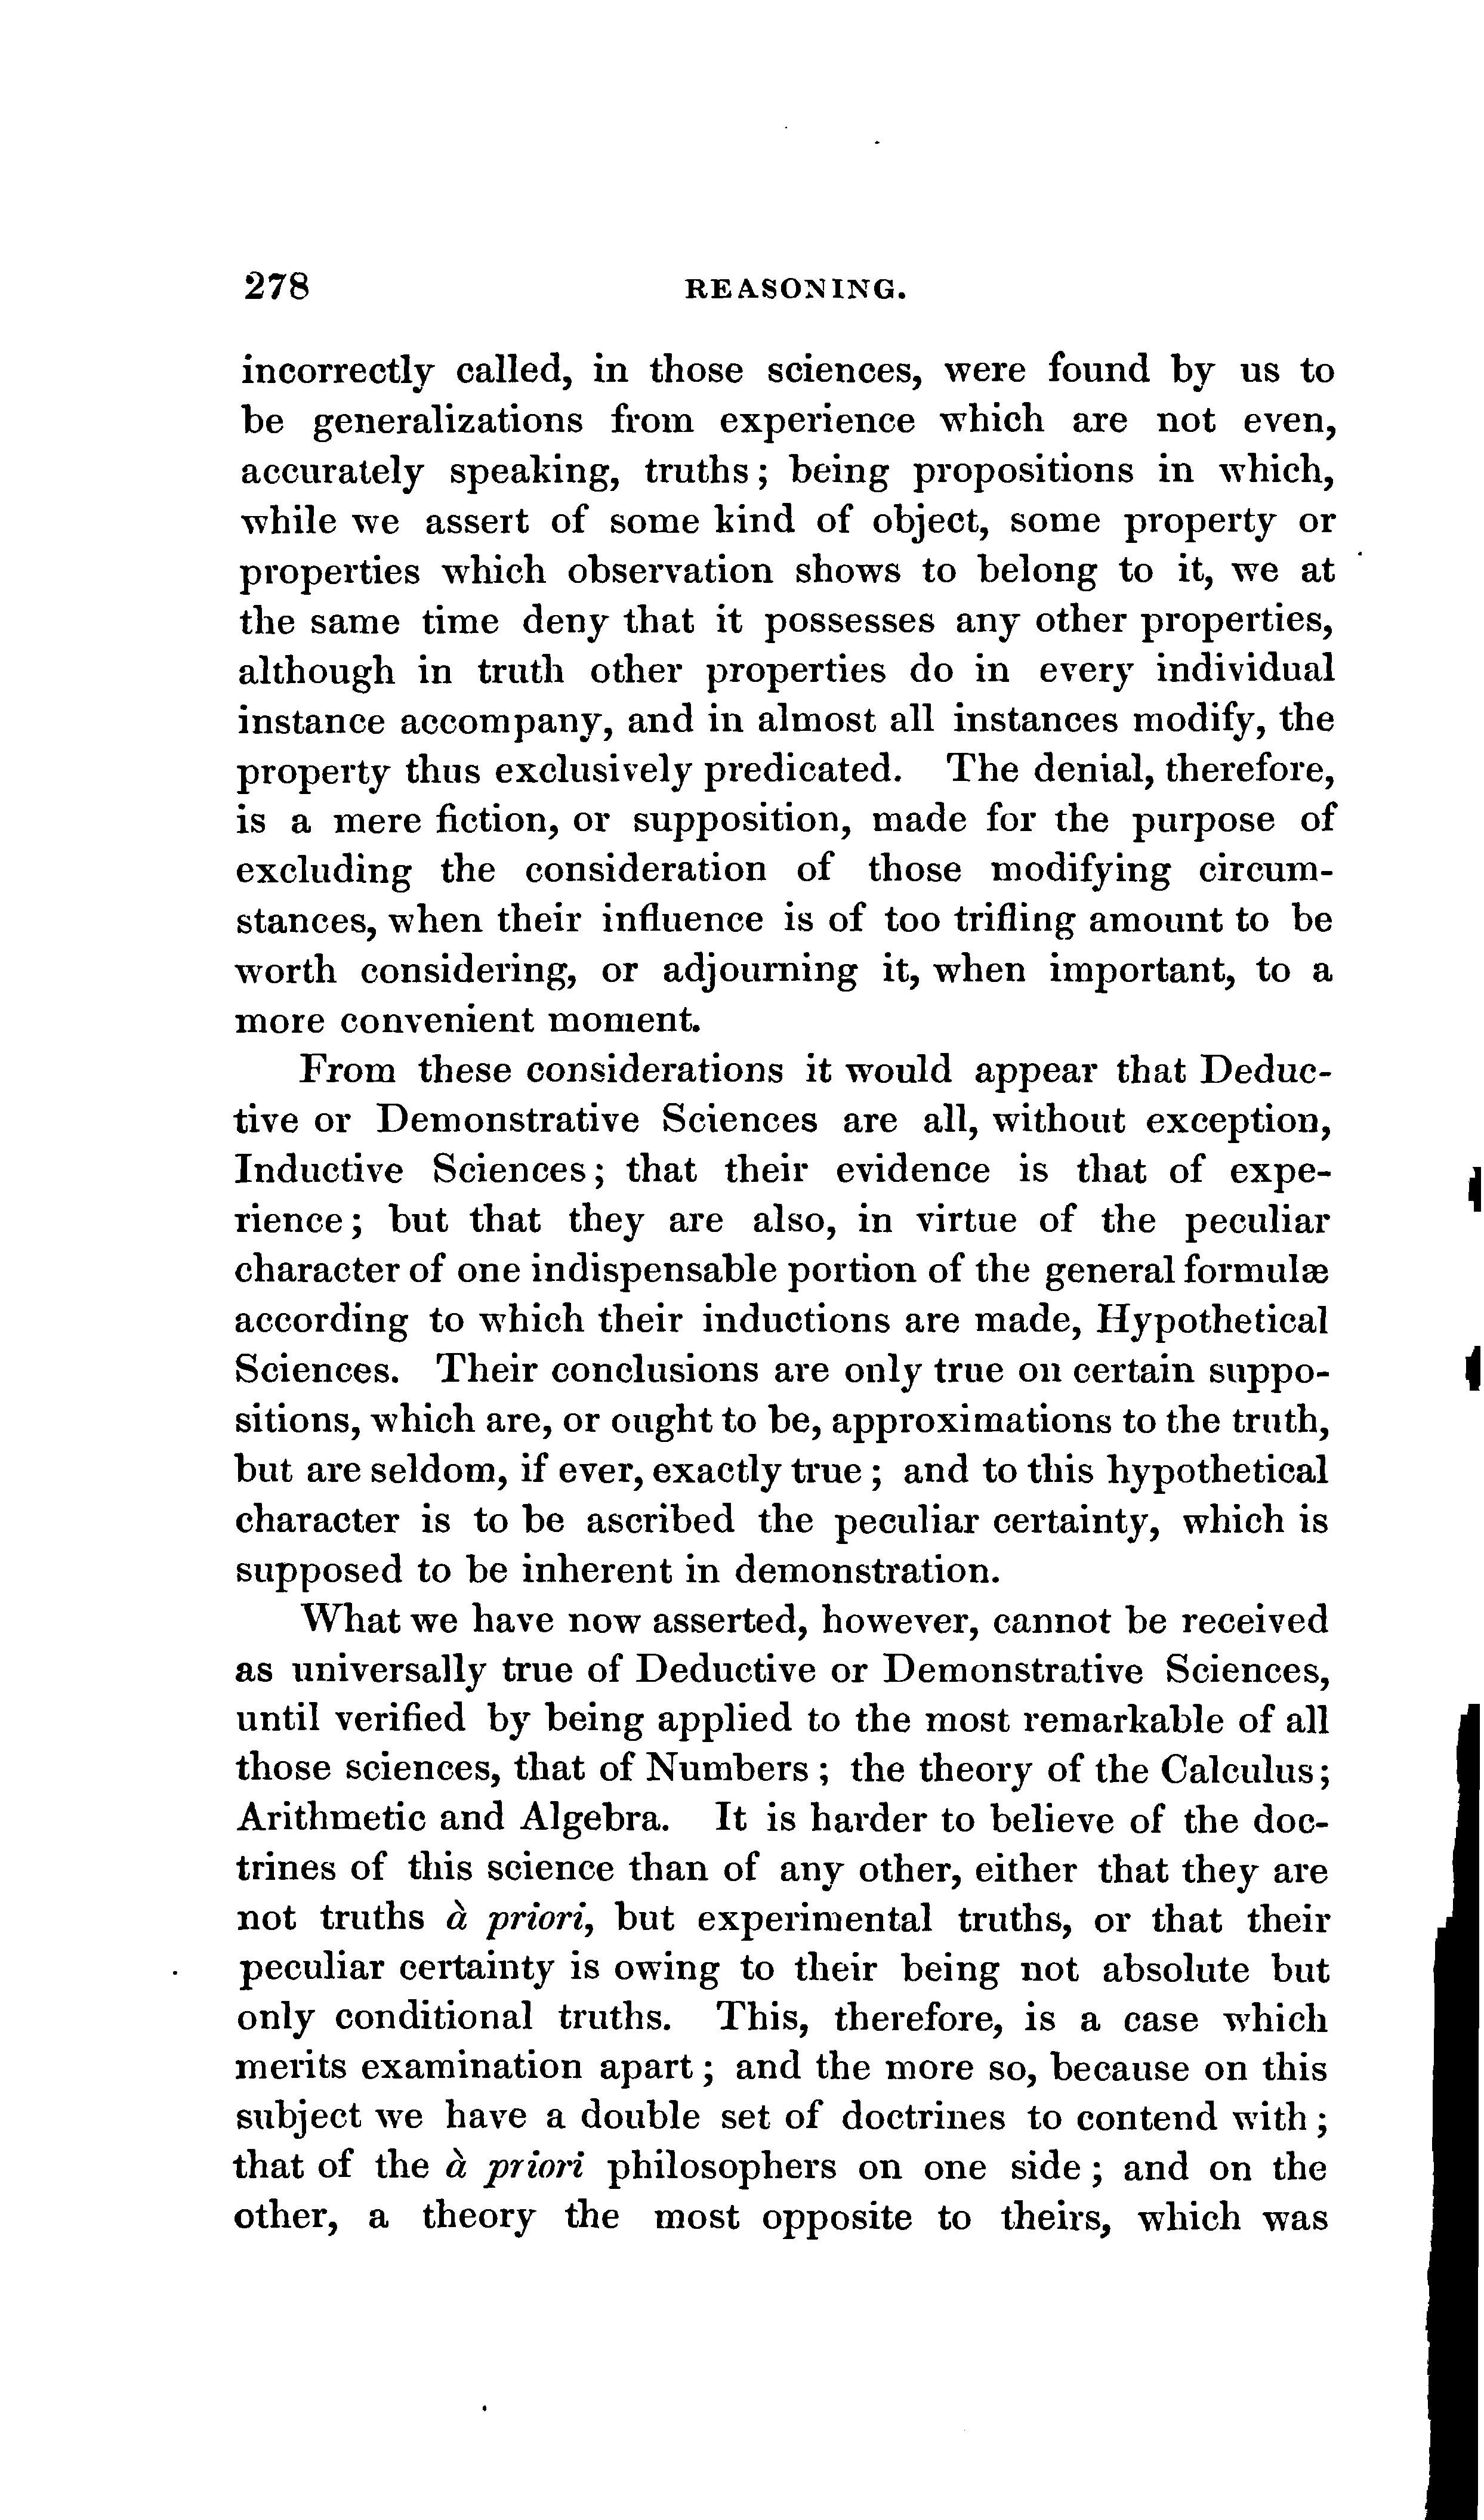 278 REASONING.
incorrectly called, in those sciences, were found by us to
be generalizations from experience which are not even,
accurately speaking, truths; being propositions in which,
while we assert of some kind of object, some property or
properties which observation shows to belong to it, we at
the same time deny that it possesses any other properties,
although in truth other properties do in every individual
instance accompany, and in almost all instances modify, the
property thus exclusively predicated. The denial, therefore,
is a mere fiction, or supposition, made for the purpose of
excluding the consideration of those modifying circum-
stances, when their influence is of too trifling amount to be
worth considering, or adjourning it, when important, to a
more convenient moment.
From these considerations it would appear that Deduc-
tive or Demonstrative Sciences are all, without exception,
Inductive Sciences; that their evidence is that of expe-
rience; but that they are also, in virtue of the peculiar
character of one indispensable portion of the general formulæ
according to which their inductions are made, Hypothetical
Sciences. Their conclusions are only true on certain suppo-
sitions, which are, or ought to be, approximations to the truth,
but are seldom, if ever, exactly true; and to this hypothetical
character is to be ascribed the peculiar certainty, which is
supposed to be inherent in demonstration.
What we have now asserted, however, cannot be received
as universally true of Deductive or Demonstrative Sciences,
until verified by being applied to the most remarkable of all
those sciences, that of Numbers; the theory of the Calculus;
Arithmetic and Algebra. It is harder to believe of the doc-
trines of this science than of any other, either that they are
not truths à priori, but experimental truths, or that their
peculiar certainty is owing to their being not absolute but
only conditional truths. This, therefore, is a case which
merits examination apart; and the more so, because on this
subject we have a double set of doctrines to contend with;
that of the à priori philosophers on one side; and on the
other, a theory the most opposite to theirs, which was